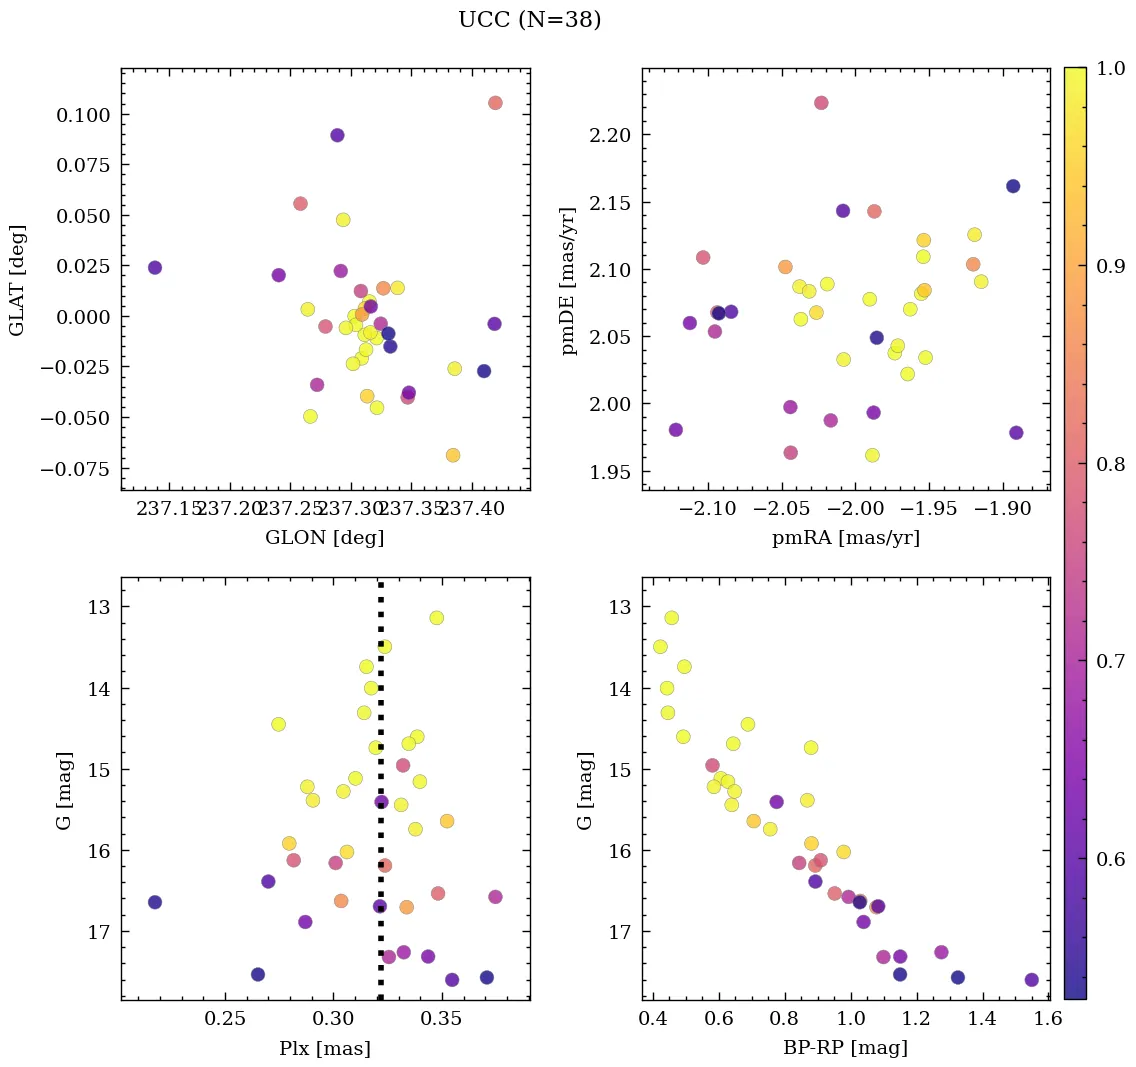 UCC (N=38)
0.100
0.075
0.050
0.025
0.000
−0.025
−0.050
−0.075
GLAT [deg]
237.15 237.20 237.25 237.30 237.35 237.40
GLON [deg]
2.20
2.15
2.10
2.05
2.00
1.95
pmDE [mas/yr]
−2.10 −2.05 −2.00 −1.95 −1.90
pmRA [mas/yr]
13
14
15
16
17
G [mag]
0.25 0.30 0.35
Plx [mas]
13
14
15
16
17
G [mag]
0.4 0.6 0.8 1.0 1.2 1.4 1.6
BP-RP [mag]
1.0
0.9
0.8
0.7
0.6